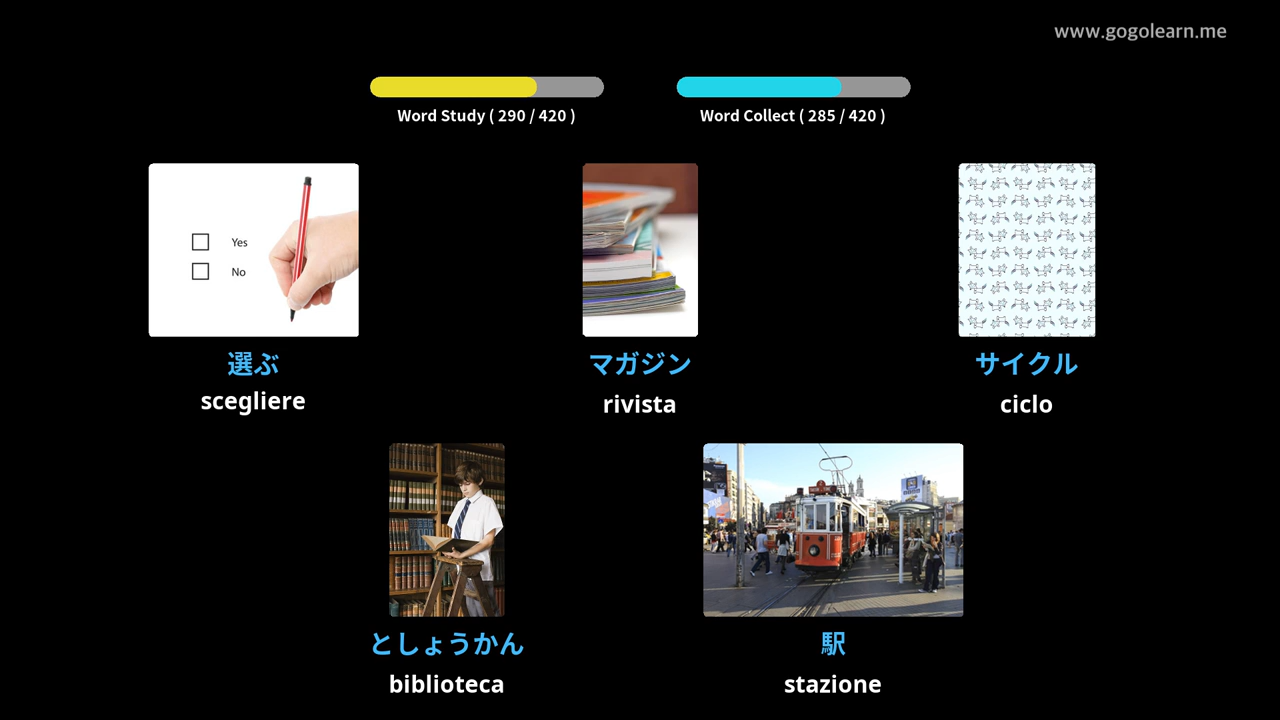 www.gogolearn.me
Word Study ( 290 / 420 )
Word Collect ( 285 / 420 )
Yes
No
選ぶ
scegliere
マガジン
rivista
サイクル
ciclo
としょうかん
biblioteca
駅
stazione